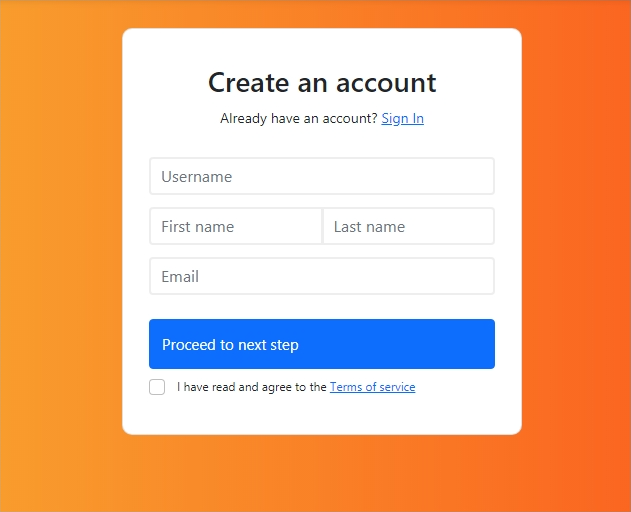 Create an account
Already have an account? Sign In
Username
First name Last name
Email
Proceed to next step
I have read and agree to the Terms of service